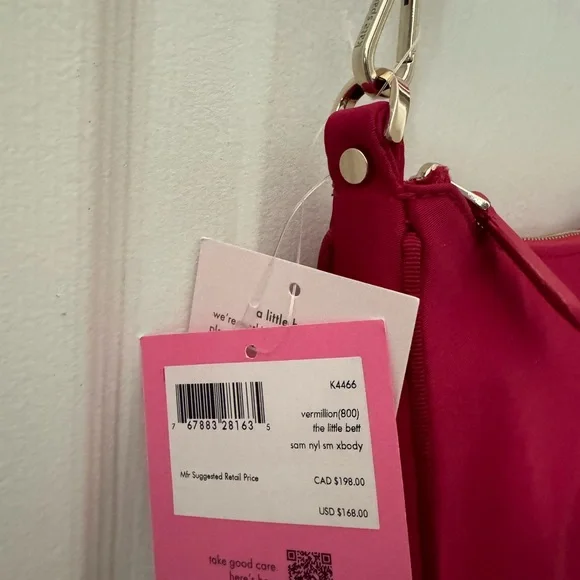 a little
we're
K4466
7 67883 28163 5
vermillion(800)
the little bett
sam nyl sm xbody
Mfr Suggested Retail Price
CAD $198.00
USD $168.00
take good care.